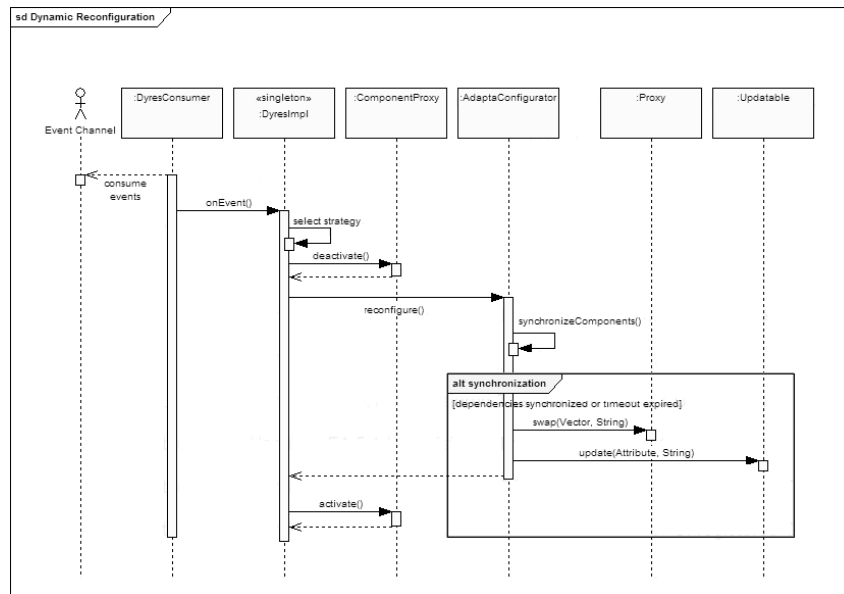 sd Dynamic Reconfiguration
Event Channel
:DyresConsumer
«singleton»
:DyresImpl
:ComponentProxy
:AdaptaConfigurator
:Proxy
:Updatable
consume
events
onEvent()
select strategy
deactivate()
reconfigure()
synchronizeComponents()
alt synchronization
[dependencies synchronized or timeout expired]
swap(Vector, String)
update(Attribute, String)
activate()